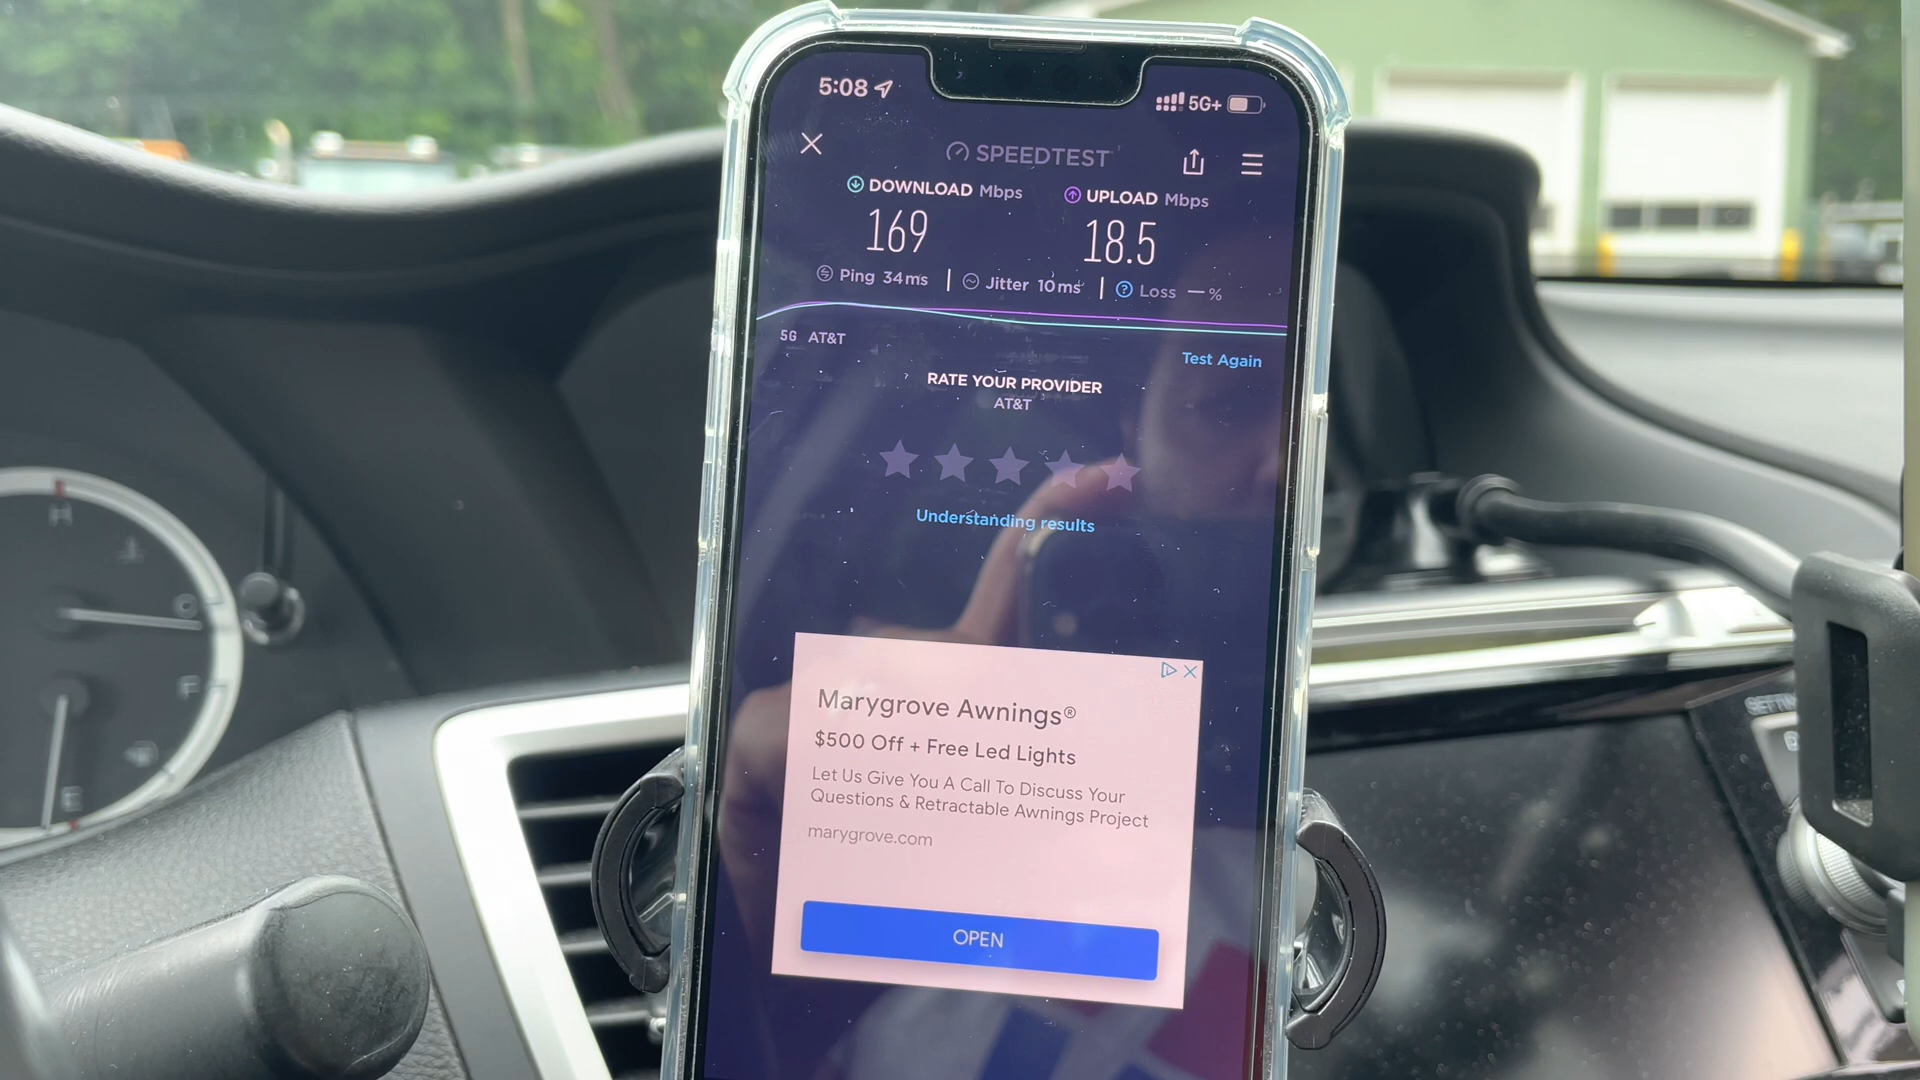 5:08 5G+
SPEEDTEST
DOWNLOAD Mbps UPLOAD Mbps
169 18.5
Ping 34ms | Jitter 10ms | Loss — %
5G AT&T
Test Again
RATE YOUR PROVIDER
AT&T
Understanding results
Marygrove Awnings®
$500 Off + Free Led Lights
Let Us Give You A Call To Discuss Your
Questions & Retractable Awnings Project
marygrove.com
OPEN
H
C
F
E